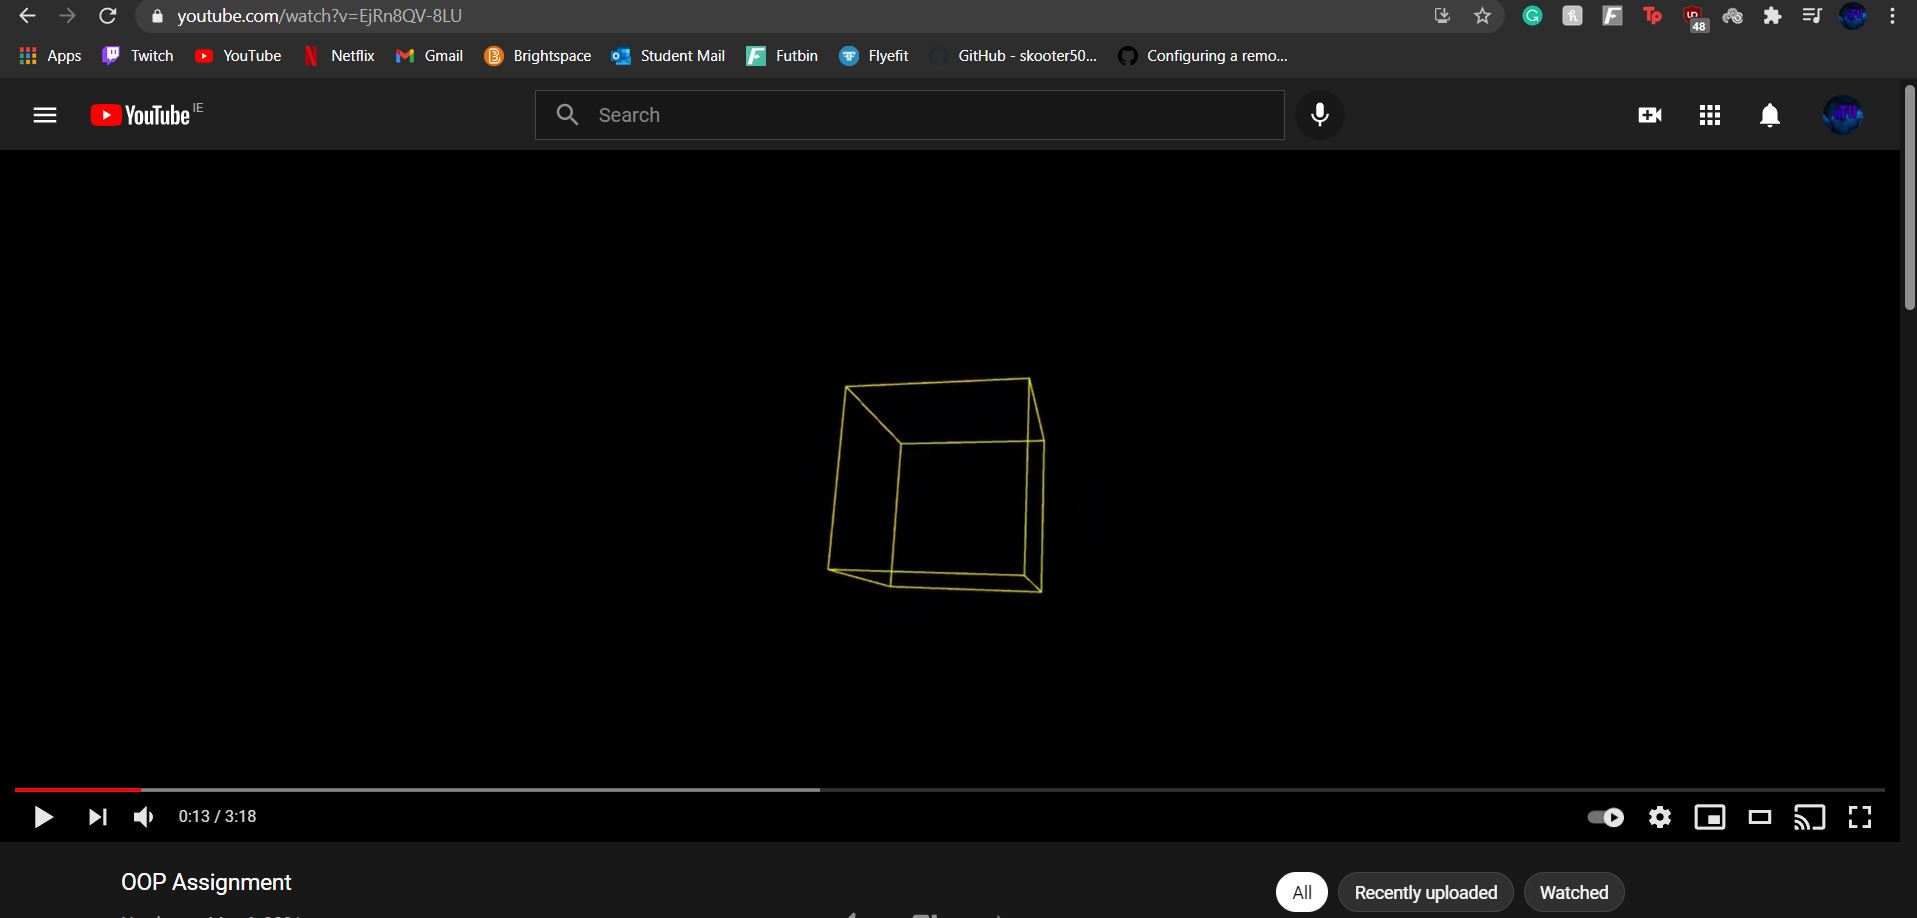 youtube.com/watch?v=EjRn8QV-8LU
48
Apps Twitch YouTube Netflix Gmail Brightspace Student Mail Futbin Flyefit GitHub - skooter50... Configuring a remo...
YouTube IE Search
0:13 / 3:18
OOP Assignment
All Recently uploaded Watched